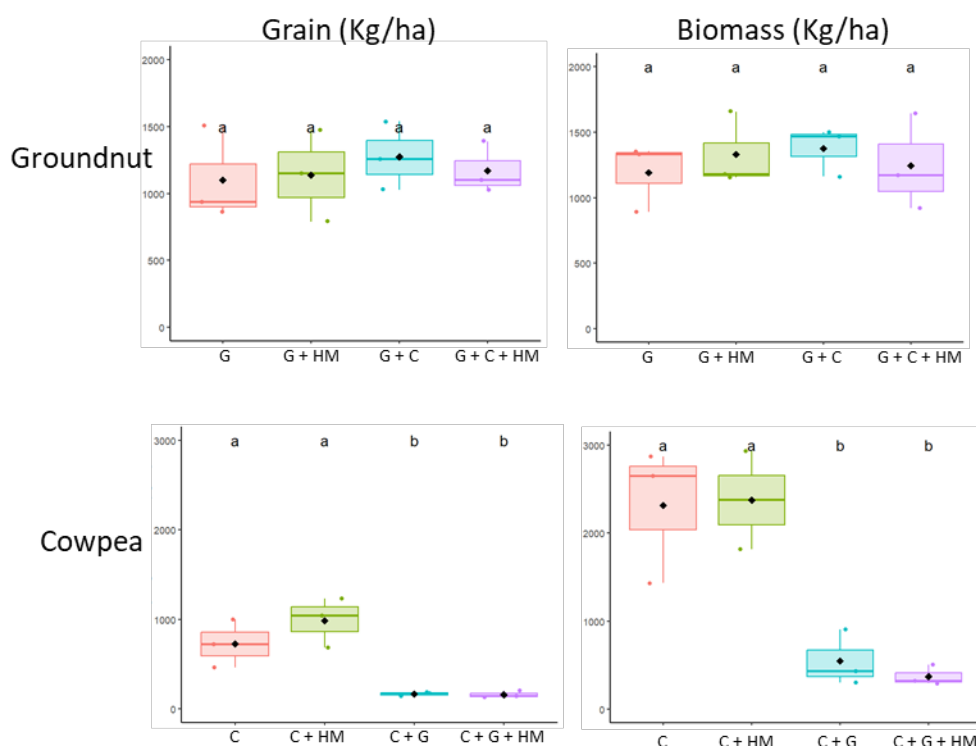 Grain (Kg/ha)
Biomass (Kg/ha)
Groundnut
2000
1500
1000
500
0
a
a
a
a
G
G + HM
G + C
G + C + HM
2000
1500
1000
500
0
a
a
a
a
G
G + HM
G + C
G + C + HM
Cowpea
3000
2000
1000
0
a
a
b
b
C
C + HM
C + G
C + G + HM
3000
2000
1000
0
a
a
b
b
C
C + HM
C + G
C + G + HM